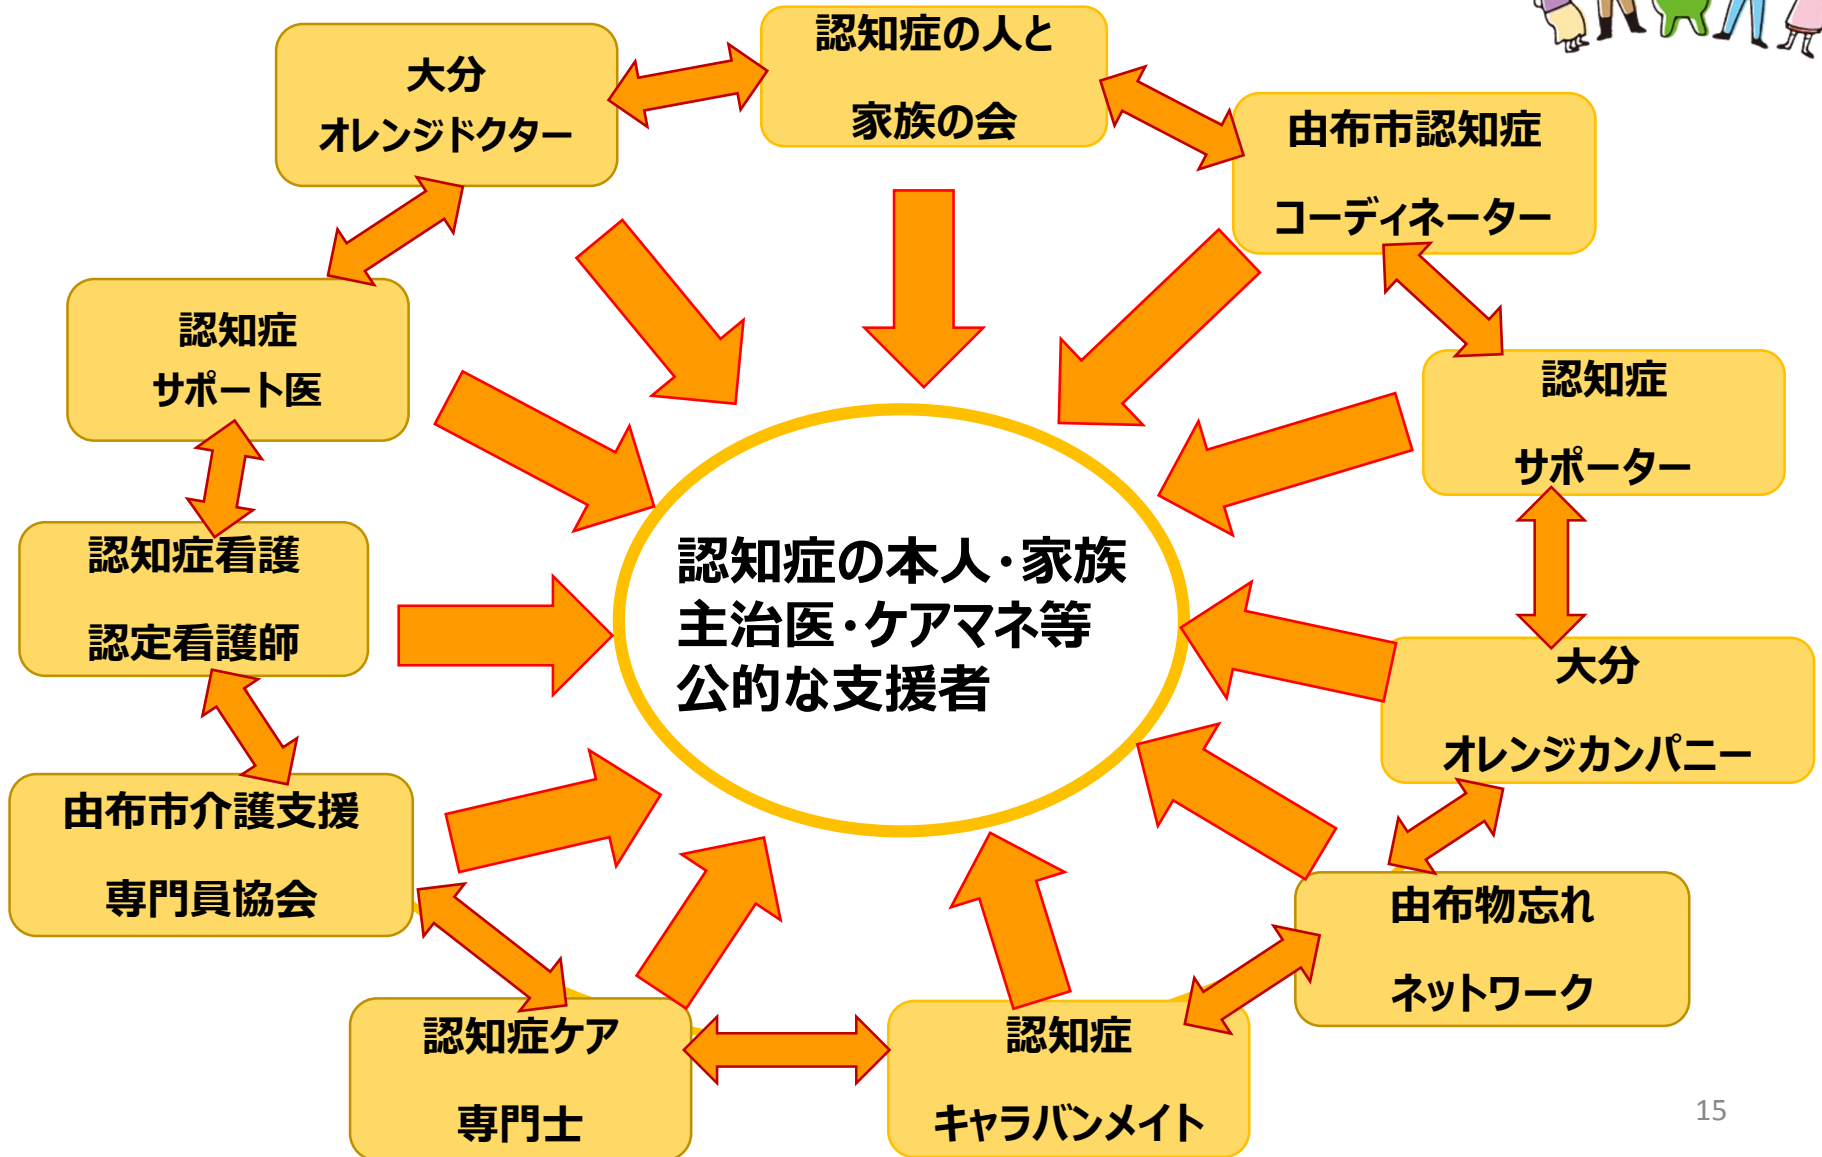 認知症の人と
家族の会
大分
オレンジドクター
由布市認知症
コーディネーター
認知症
サポート医
認知症
サポーター
認知症の本人・家族
主治医・ケアマネ等
公的な支援者
認知症看護
認定看護師
大分
オレンジカンパニー
由布市介護支援
専門員協会
由布物忘れ
ネットワーク
認知症ケア
専門士
認知症
キャラバンメイト
15